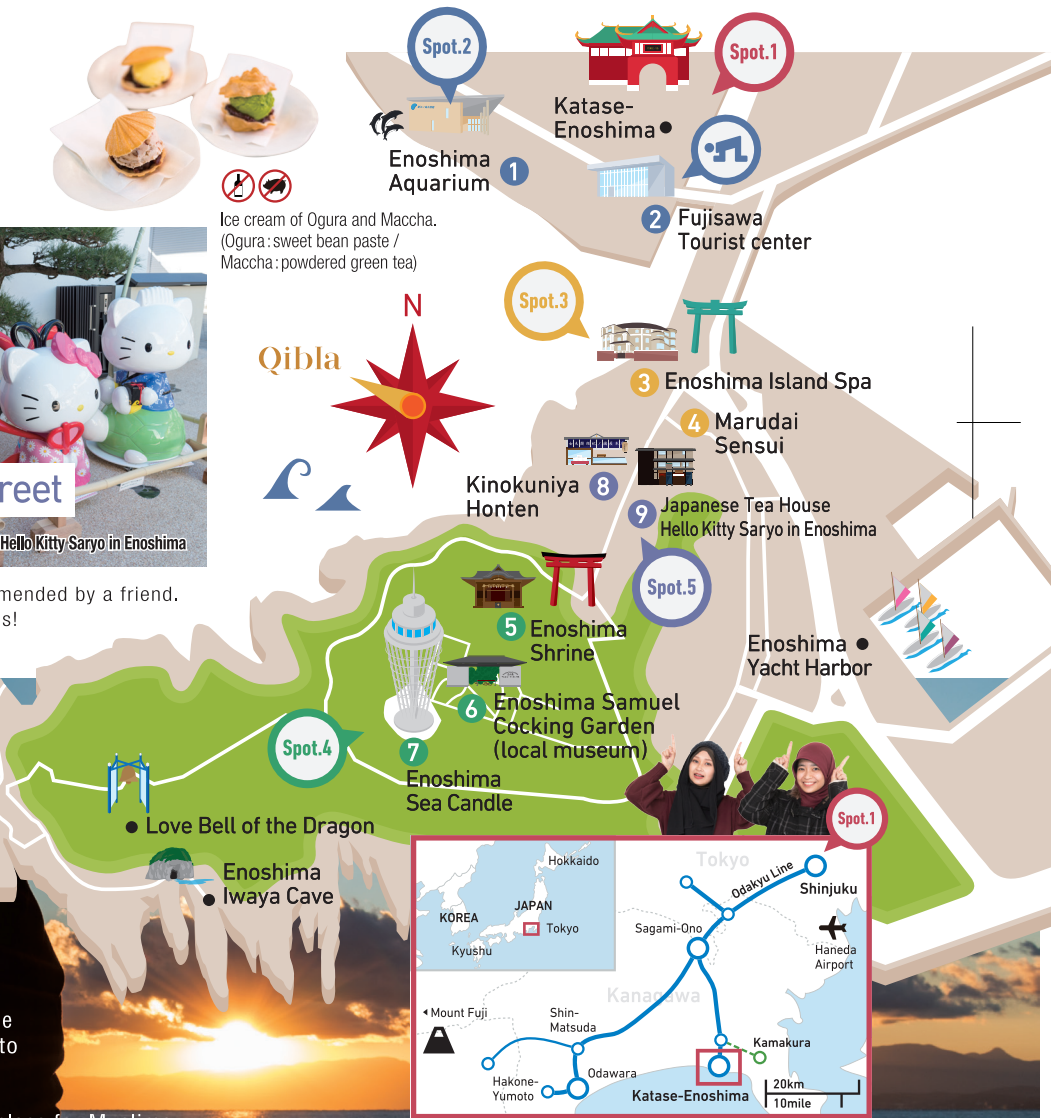 Spot.2
Spot.1
Katase-
Enoshima
Enoshima
Aquarium
1
2 Fujisawa
Tourist center
Ice cream of Ogura and Maccha.
(Ogura : sweet bean paste /
Maccha : powdered green tea)
Spot.3
N
Qibla
3 Enoshima Island Spa
4 Marudai
Sensui
Kinokuniya
Honten
8
9 Japanese Tea House
Hello Kitty Saryo in Enoshima
reet
Hello Kitty Saryo in Enoshima
mended by a friend.
s!
Spot.5
5 Enoshima
Shrine
Enoshima
Yacht Harbor
6 Enoshima Samuel
Cocking Garden
(local museum)
Spot.4
7
Enoshima
Sea Candle
Love Bell of the Dragon
Enoshima
Iwaya Cave
Spot.1
Hokkaido
JAPAN
KOREA
Tokyo
Kyushu
Tokyo
Odakyu Line
Shinjuku
Sagami-Ono
Haneda
Airport
Kanagawa
Mount Fuji
Shin-
Matsuda
Kamakura
Hakone-
Yumoto
Odawara
Katase-Enoshima
20km
10mile
e
to